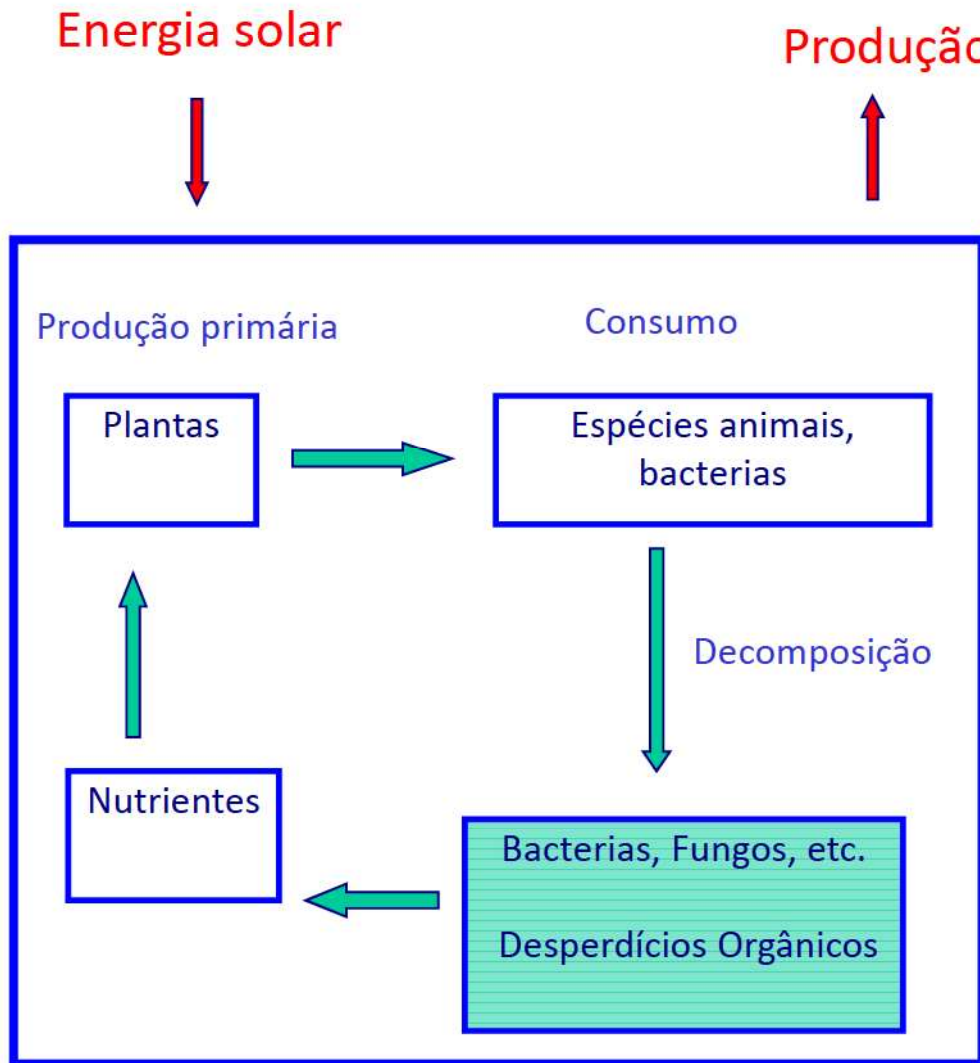 Energia solar
Produção
Produção primária
Consumo
Plantas
Espécies animais,
bacterias
Decomposição
Nutrientes
Bacterias, Fungos, etc.
Desperdícios Orgânicos